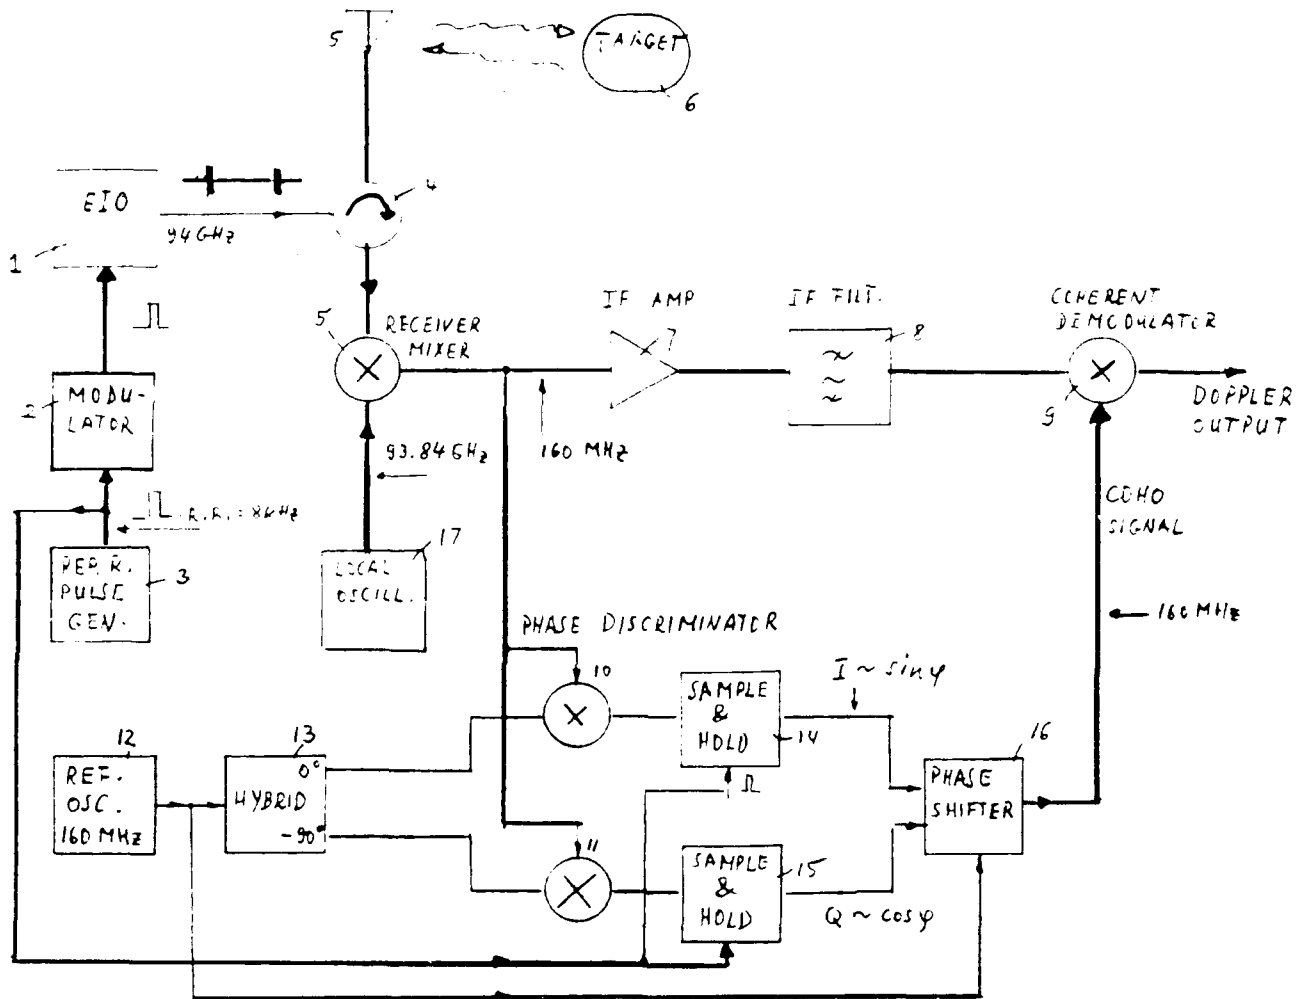 5
TARGET
6
EIO
94 GHz
4
1
IF AMP
7
IF FILT.
8
COHERENT
DEMODULATOR
5
RECEIVER
MIXER
9
DOPPLER
OUTPUT
2
MODU-
LATOR
93.84 GHz
160 MHz
COHO
SIGNAL
R.R. = 8kHz
REP. R.
PULSE
GEN.
3
LOCAL
OSCILL.
17
160 MHz
PHASE DISCRIMINATOR
10
SAMPLE
&
HOLD
14
I ~ sin φ
12
REF.
OSC.
160 MHz
13
HYBRID
0°
-90°
16
PHASE
SHIFTER
11
SAMPLE
&
HOLD
15
Q ~ cos φ